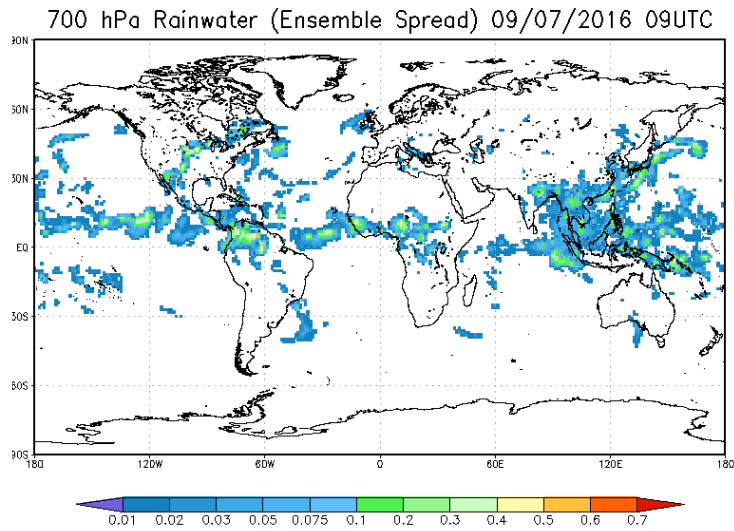 700 hPa Rainwater (Ensemble Spread) 09/07/2016 09UTC
90N
60N
30N
EQ
30S
60S
90S
180 120W 60W 0 60E 120E 180
0.01 0.02 0.03 0.05 0.075 0.1 0.2 0.3 0.4 0.5 0.6 0.7